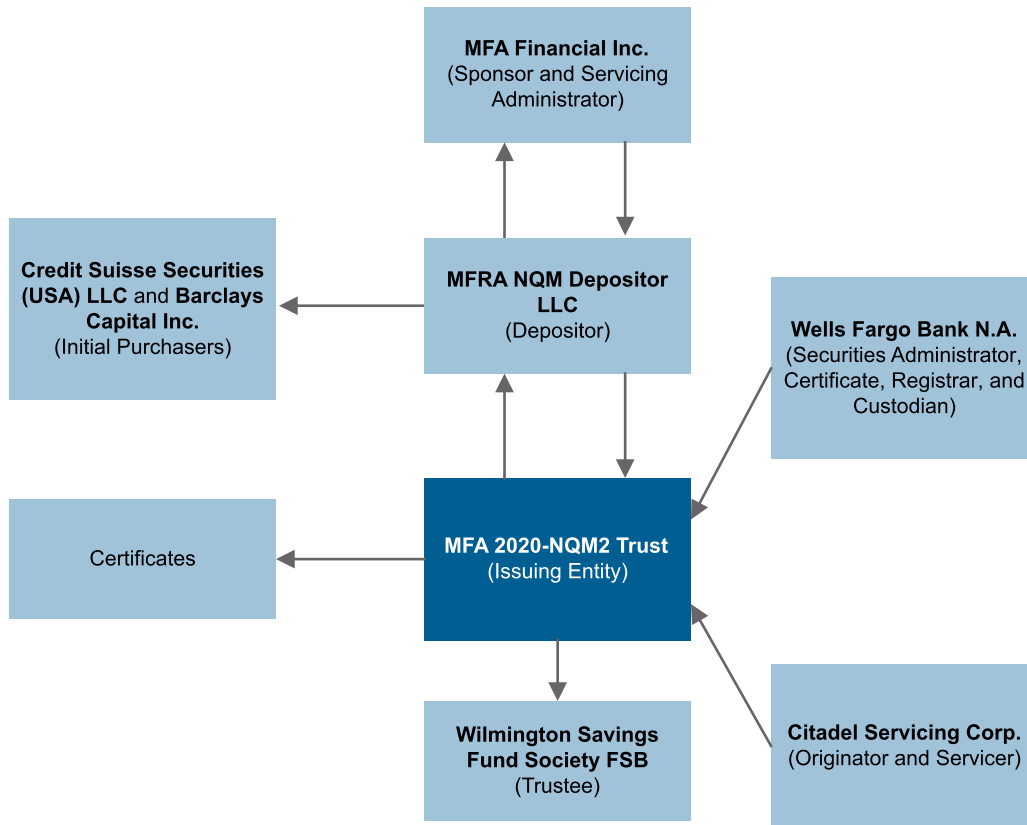 MFA Financial Inc.
(Sponsor and Servicing
Administrator)
Credit Suisse Securities
(USA) LLC and Barclays
Capital Inc.
(Initial Purchasers)
MFRA NQM Depositor
LLC
(Depositor)
Wells Fargo Bank N.A.
(Securities Administrator,
Certificate, Registrar, and
Custodian)
Certificates
MFA 2020-NQM2 Trust
(Issuing Entity)
Wilmington Savings
Fund Society FSB
(Trustee)
Citadel Servicing Corp.
(Originator and Servicer)